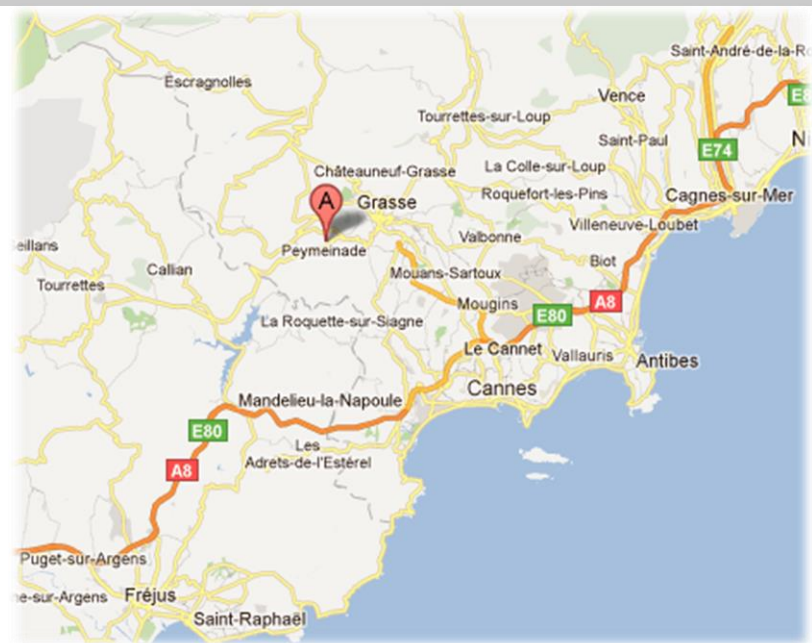 Saint-André-de-la-Ro
Escragnolles
Vence
E8
Tourrettes-sur-Loup
Saint-Paul
N
E74
Châteauneuf-Grasse
La Colle-sur-Loup
A
Grasse
Roquefort-les-Pins
Cagnes-sur-Mer
Villeneuve-Loubet
Valbonne
eillans
Peymeinade
Biot
Callian
Mouans-Sartoux
Tourrettes
Mougins
A8
E80
La Roquette-sur-Siagne
Le Cannet
Vallauris
Antibes
Cannes
Mandelieu-la-Napoule
E80
Les
Adrets-de-l'Estérel
A8
Puget-sur-Argens
ne-sur-Argens
Fréjus
Saint-Raphaël